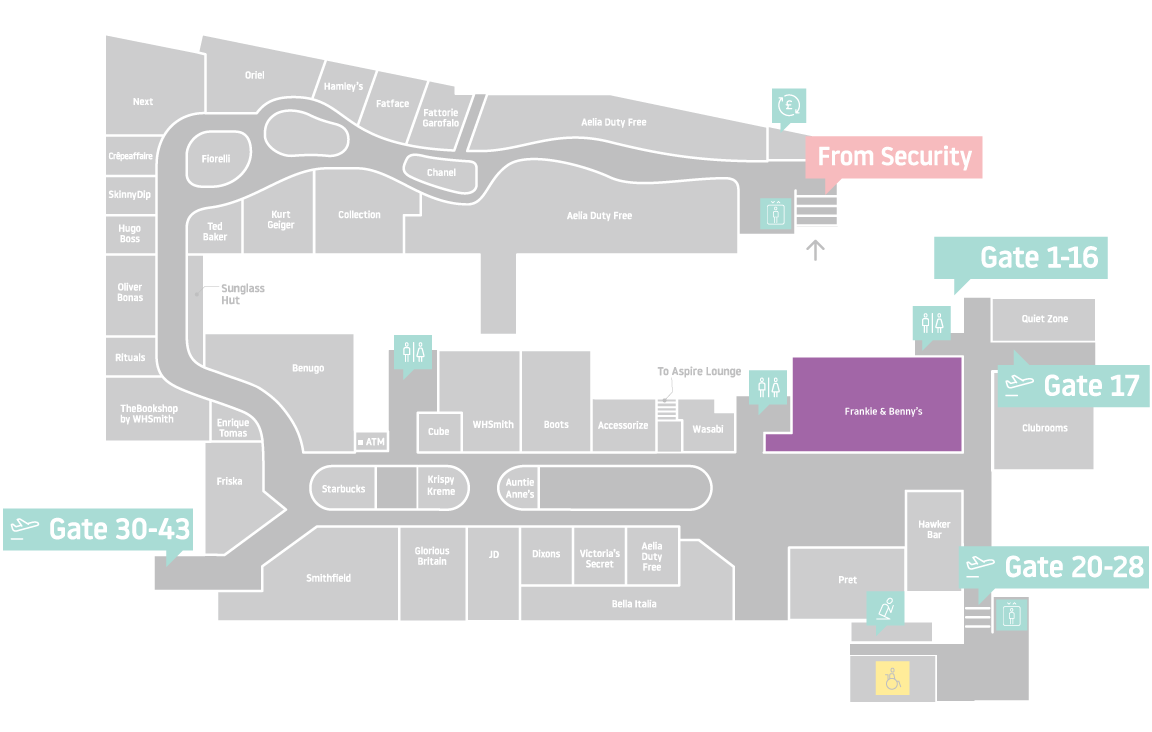 Oriel
Hamley's
Next
Fatface
Fattorie
Garofalo
Aelia Duty Free
£
From Security
Crêpeaffaire
Fiorelli
Chanel
SkinnyDip
Hugo
Boss
Ted
Baker
Kurt
Geiger
Collection
Aelia Duty Free
Gate 1-16
Oliver
Bonas
Sunglass
Hut
Quiet Zone
Rituals
Benugo
To Aspire Lounge
Gate 17
TheBookshop
by WHSmith
Enrique
Tomas
ATM
Cube
WHSmith
Boots
Accessorize
Wasabi
Frankie & Benny's
Clubrooms
Friska
Starbucks
Krispy
Kreme
Auntie
Anne's
Gate 30-43
Hawker
Bar
Glorious
Britain
JD
Dixons
Victoria's
Secret
Aelia
Duty
Free
Gate 20-28
Smithfield
Pret
Bella Italia